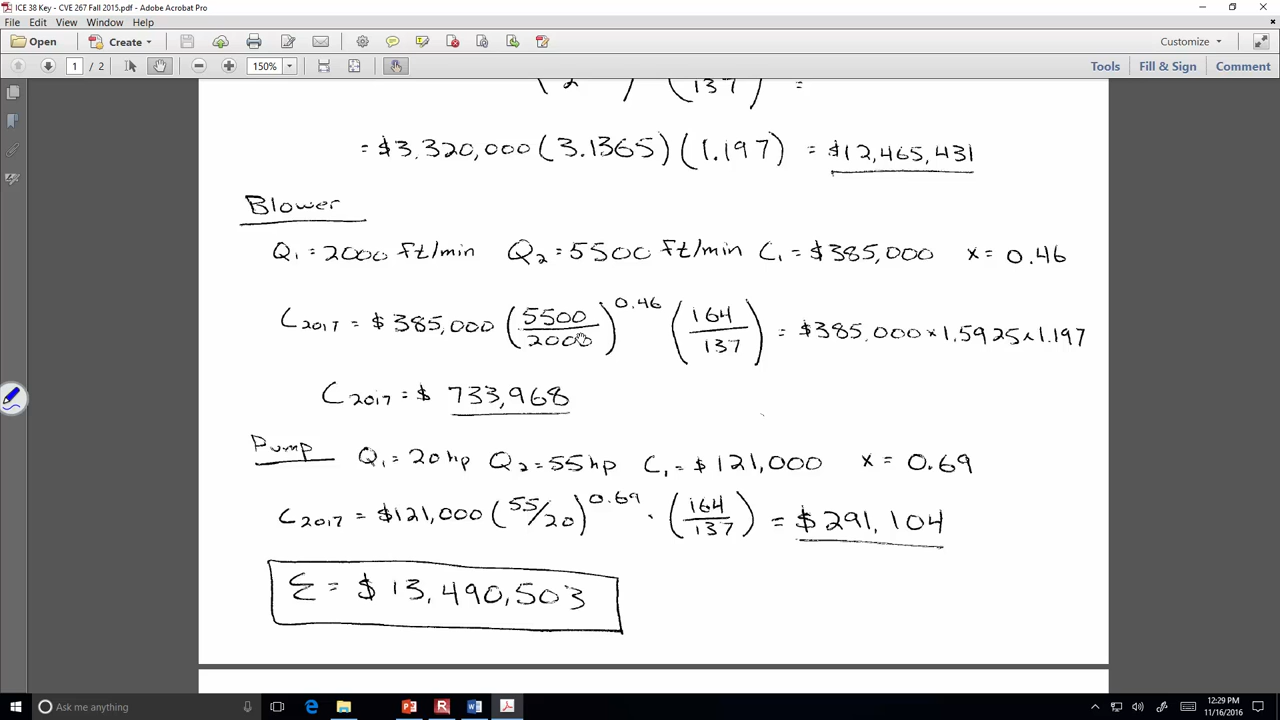 ICE 38 Key - CVE 267 Fall 2015.pdf - Adobe Acrobat Pro
File Edit View Window Help
Open Create Customize
1 / 2 150% Tools Fill & Sign Comment
(2 ) (137) =
= $3,320,000 (3.1365) (1.197) = $12,465,431
Blower
Q₁ = 2000 ft/min Q₂ = 5500 ft/min C₁ = $385,000 x = 0.46
C₂₀₁₇ = $385,000 (5500/2000)^0.46 (164/137) = $385,000 × 1.5925 × 1.197
C₂₀₁₇ = $ 733,968
Pump Q₁ = 20 hp Q₂ = 55 hp C₁ = $121,000 x = 0.69
C₂₀₁₇ = $121,000 (55/20)^0.69 · (164/137) = $291,104
Σ = $13,490,503
Ask me anything
12:29 PM
11/16/2016